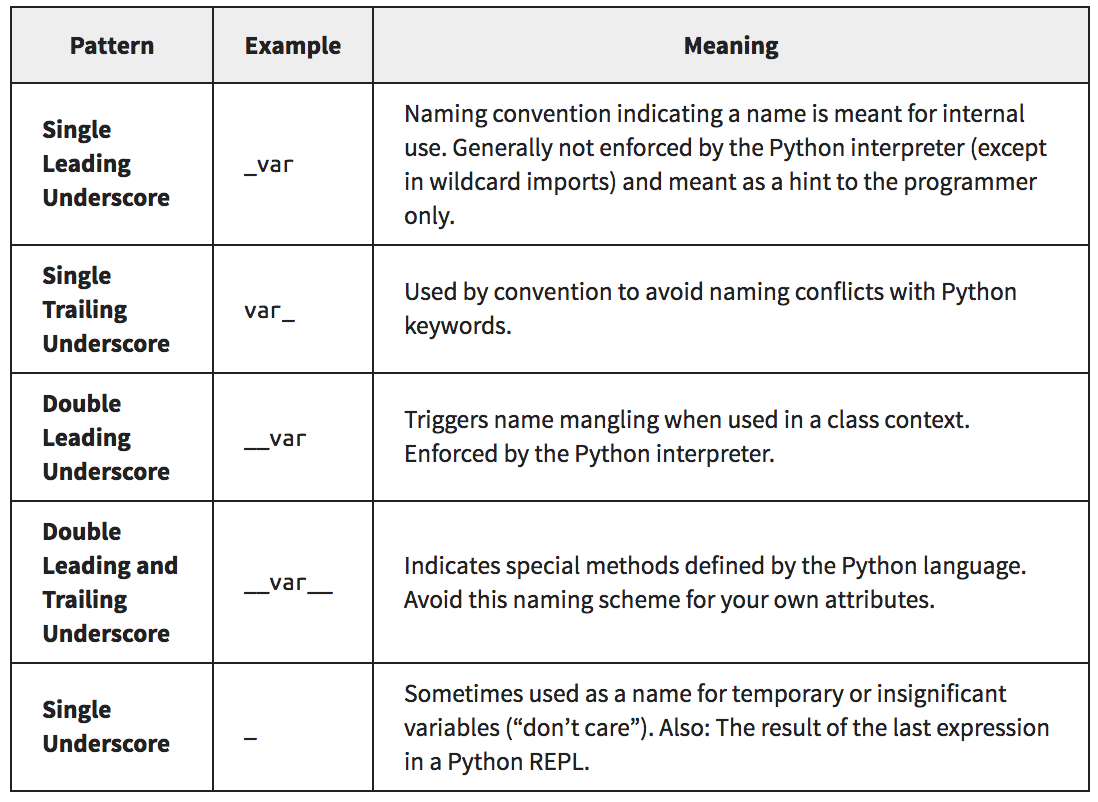 Pattern Example Meaning
Single
Leading
Underscore
_var
Naming convention indicating a name is meant for internal
use. Generally not enforced by the Python interpreter (except
in wildcard imports) and meant as a hint to the programmer
only.
Single
Trailing
Underscore
var_
Used by convention to avoid naming conflicts with Python
keywords.
Double
Leading
Underscore
__var
Triggers name mangling when used in a class context.
Enforced by the Python interpreter.
Double
Leading and
Trailing
Underscore
__var__
Indicates special methods defined by the Python language.
Avoid this naming scheme for your own attributes.
Single
Underscore
_
Sometimes used as a name for temporary or insignificant
variables (“don’t care”). Also: The result of the last expression
in a Python REPL.